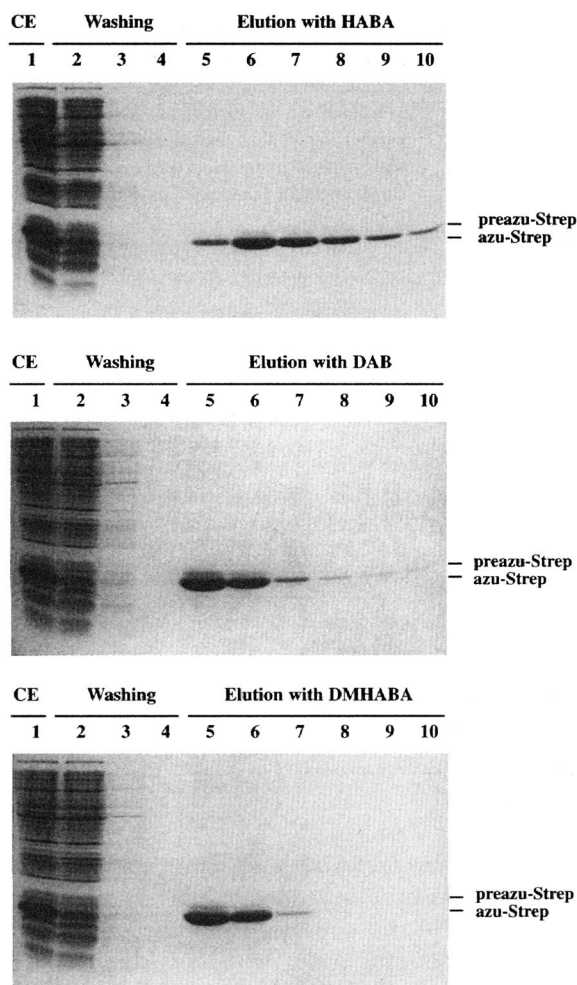 CE Washing Elution with HABA
1 2 3 4 5 6 7 8 9 10
preazu-Strep
azu-Strep
CE Washing Elution with DAB
1 2 3 4 5 6 7 8 9 10
preazu-Strep
azu-Strep
CE Washing Elution with DMHABA
1 2 3 4 5 6 7 8 9 10
preazu-Strep
azu-Strep